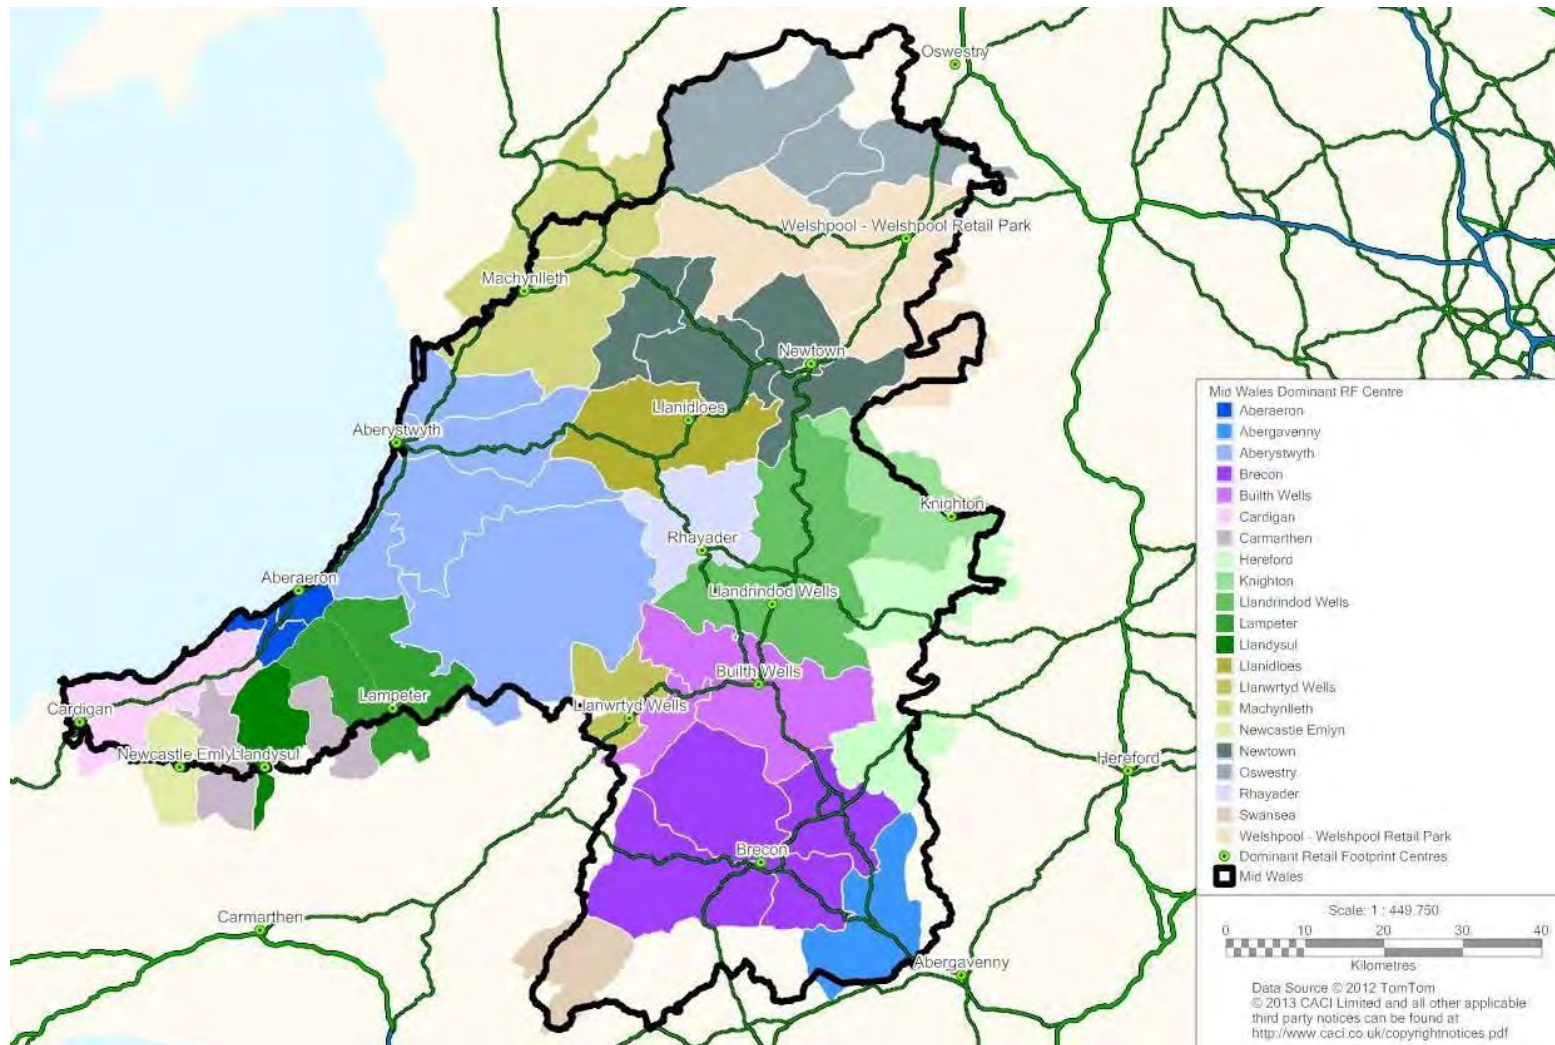 Oswestry
Welshpool - Welshpool Retail Park
Machynlleth
Newtown
Llanidloes
Aberystwyth
Knighton
Rhayader
Aberaeron
Llandrindod Wells
Builth Wells
Lampeter
Cardigan
Llanwrtyd Wells
Newcastle Emlyn
Llandysul
Hereford
Brecon
Carmarthen
Abergavenny
Mid Wales Dominant RF Centre
Aberaeron
Abergavenny
Aberystwyth
Brecon
Builth Wells
Cardigan
Carmarthen
Hereford
Knighton
Llandrindod Wells
Lampeter
Llandysul
Llanidloes
Llanwrtyd Wells
Machynlleth
Newcastle Emlyn
Newtown
Oswestry
Rhayader
Swansea
Welshpool - Welshpool Retail Park
Dominant Retail Footprint Centres
Mid Wales
Scale: 1 : 449,750
0 10 20 30 40
Kilometres
Data Source © 2012 TomTom
© 2013 CACI Limited and all other applicable
third party notices can be found at
http://www.caci.co.uk/copyrightnotices.pdf